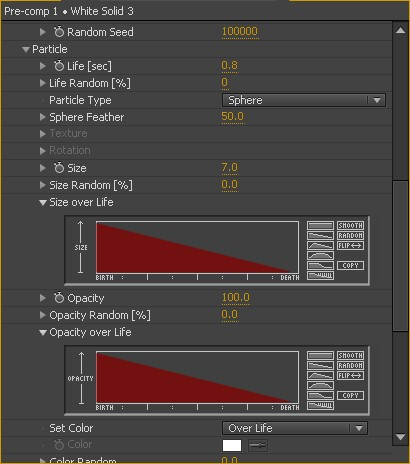 Pre-comp 1 • White Solid 3
Random Seed 100000
Particle
Life [sec] 0.8
Life Random [%] 0
Particle Type Sphere
Sphere Feather 50.0
Texture
Rotation
Size 7.0
Size Random [%] 0.0
Size over Life
SMOOTH
RANDOM
SIZE FLIP
COPY
BIRTH : : DEATH
Opacity 100.0
Opacity Random [%] 0.0
Opacity over Life
SMOOTH
RANDOM
OPACITY FLIP
COPY
BIRTH : : DEATH
Set Color Over Life
Color
Color Random 0.0